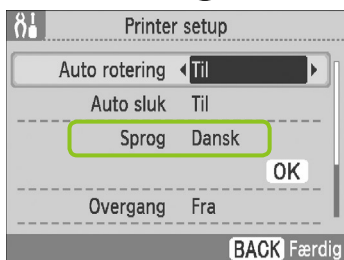 Printer setup
Auto rotering Til
Auto sluk Til
Sprog Dansk
OK
Overgang Fra
BACK Færdig